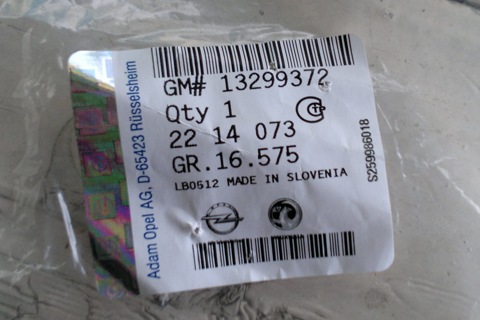 GM# 13299372
Qty 1
22 14 073
GR.16.575
LB0512 MADE IN SLOVENIA
Adam Opel AG, D-65423 Rüsselsheim
S259986018